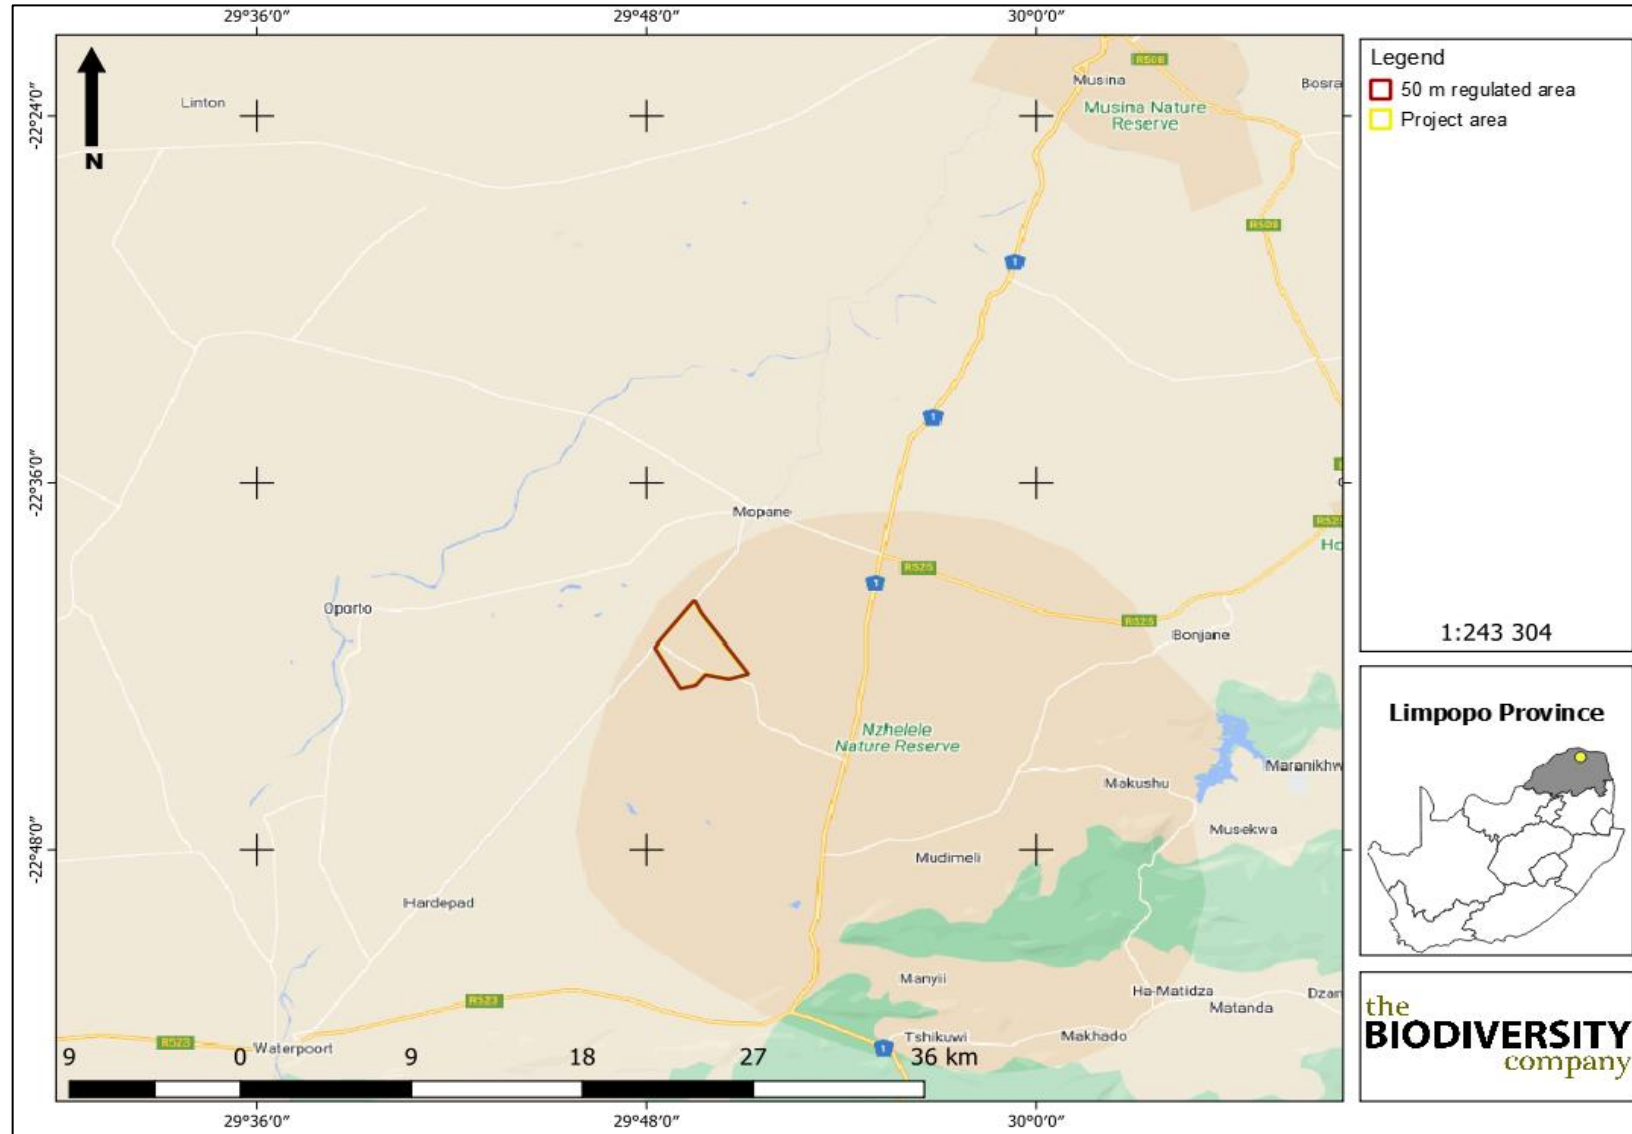 29°36'0"
29°48'0"
30°0'0"
-22°24'0"
-22°36'0"
-22°48'0"
N
Linton
Musina
R508
Bosra
Musina Nature
Reserve
R508
1
1
Mopane
R525
1
R525
Oporto
R525
Bonjane
Nzhelele
Nature Reserve
Makushu
Maranikhw
Musekwa
Mudimeli
Hardepad
Manyii
Ha-Matidza
Dzan
Matanda
R523
R523
Waterpoort
Tshikuwi
1
Makhado
9
0
9
18
27
36 km
29°36'0"
29°48'0"
30°0'0"
Legend
50 m regulated area
Project area
1:243 304
Limpopo Province
the
BIODIVERSITY
company